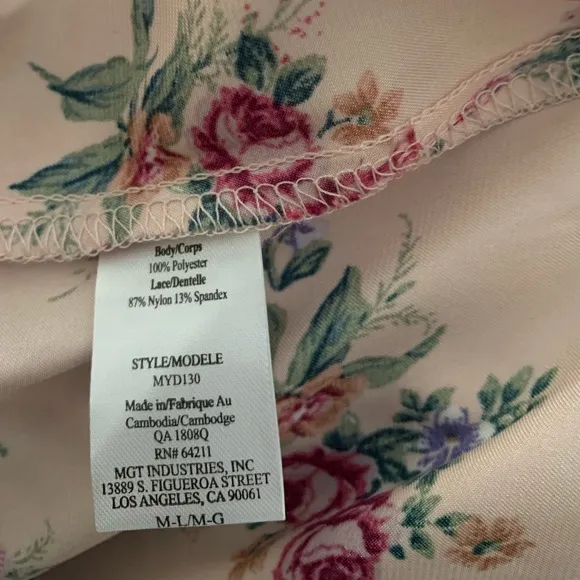 Body/Corps
100% Polyester
Lace/Dentelle
87% Nylon 13% Spandex
STYLE/MODELE
MYD130
Made in/Fabrique Au
Cambodia/Cambodge
QA 1808Q
RN# 64211
MGT INDUSTRIES, INC
13889 S. FIGUEROA STREET
LOS ANGELES, CA 90061
M-L/M-G